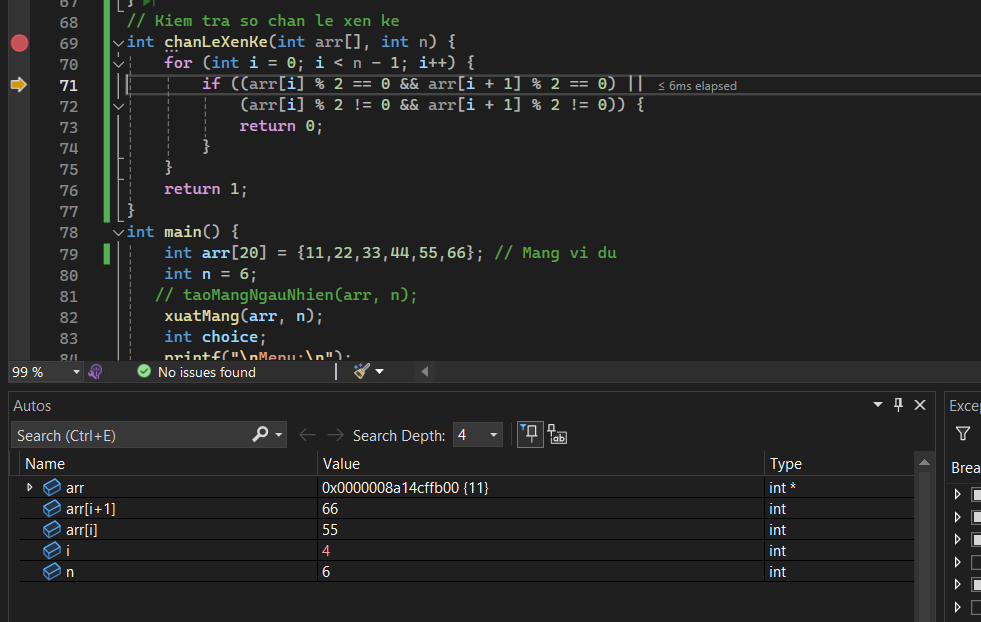 67 }
68 // Kiem tra so chan le xen ke
69 int chanLeXenKe(int arr[], int n) {
70 for (int i = 0; i < n - 1; i++) {
71 if ((arr[i] % 2 == 0 && arr[i + 1] % 2 == 0) || ≤ 6ms elapsed
72 (arr[i] % 2 != 0 && arr[i + 1] % 2 != 0)) {
73 return 0;
74 }
75 }
76 return 1;
77 }
78 int main() {
79 int arr[20] = {11,22,33,44,55,66}; // Mang vi du
80 int n = 6;
81 // taoMangNgauNhien(arr, n);
82 xuatMang(arr, n);
83 int choice;
84 printf("\nMenu:\n");
99 % No issues found
Autos
Search (Ctrl+E) Search Depth: 4
Name Value Type
arr 0x0000008a14cffb00 {11} int *
arr[i+1] 66 int
arr[i] 55 int
i 4 int
n 6 int
Excep
Brea